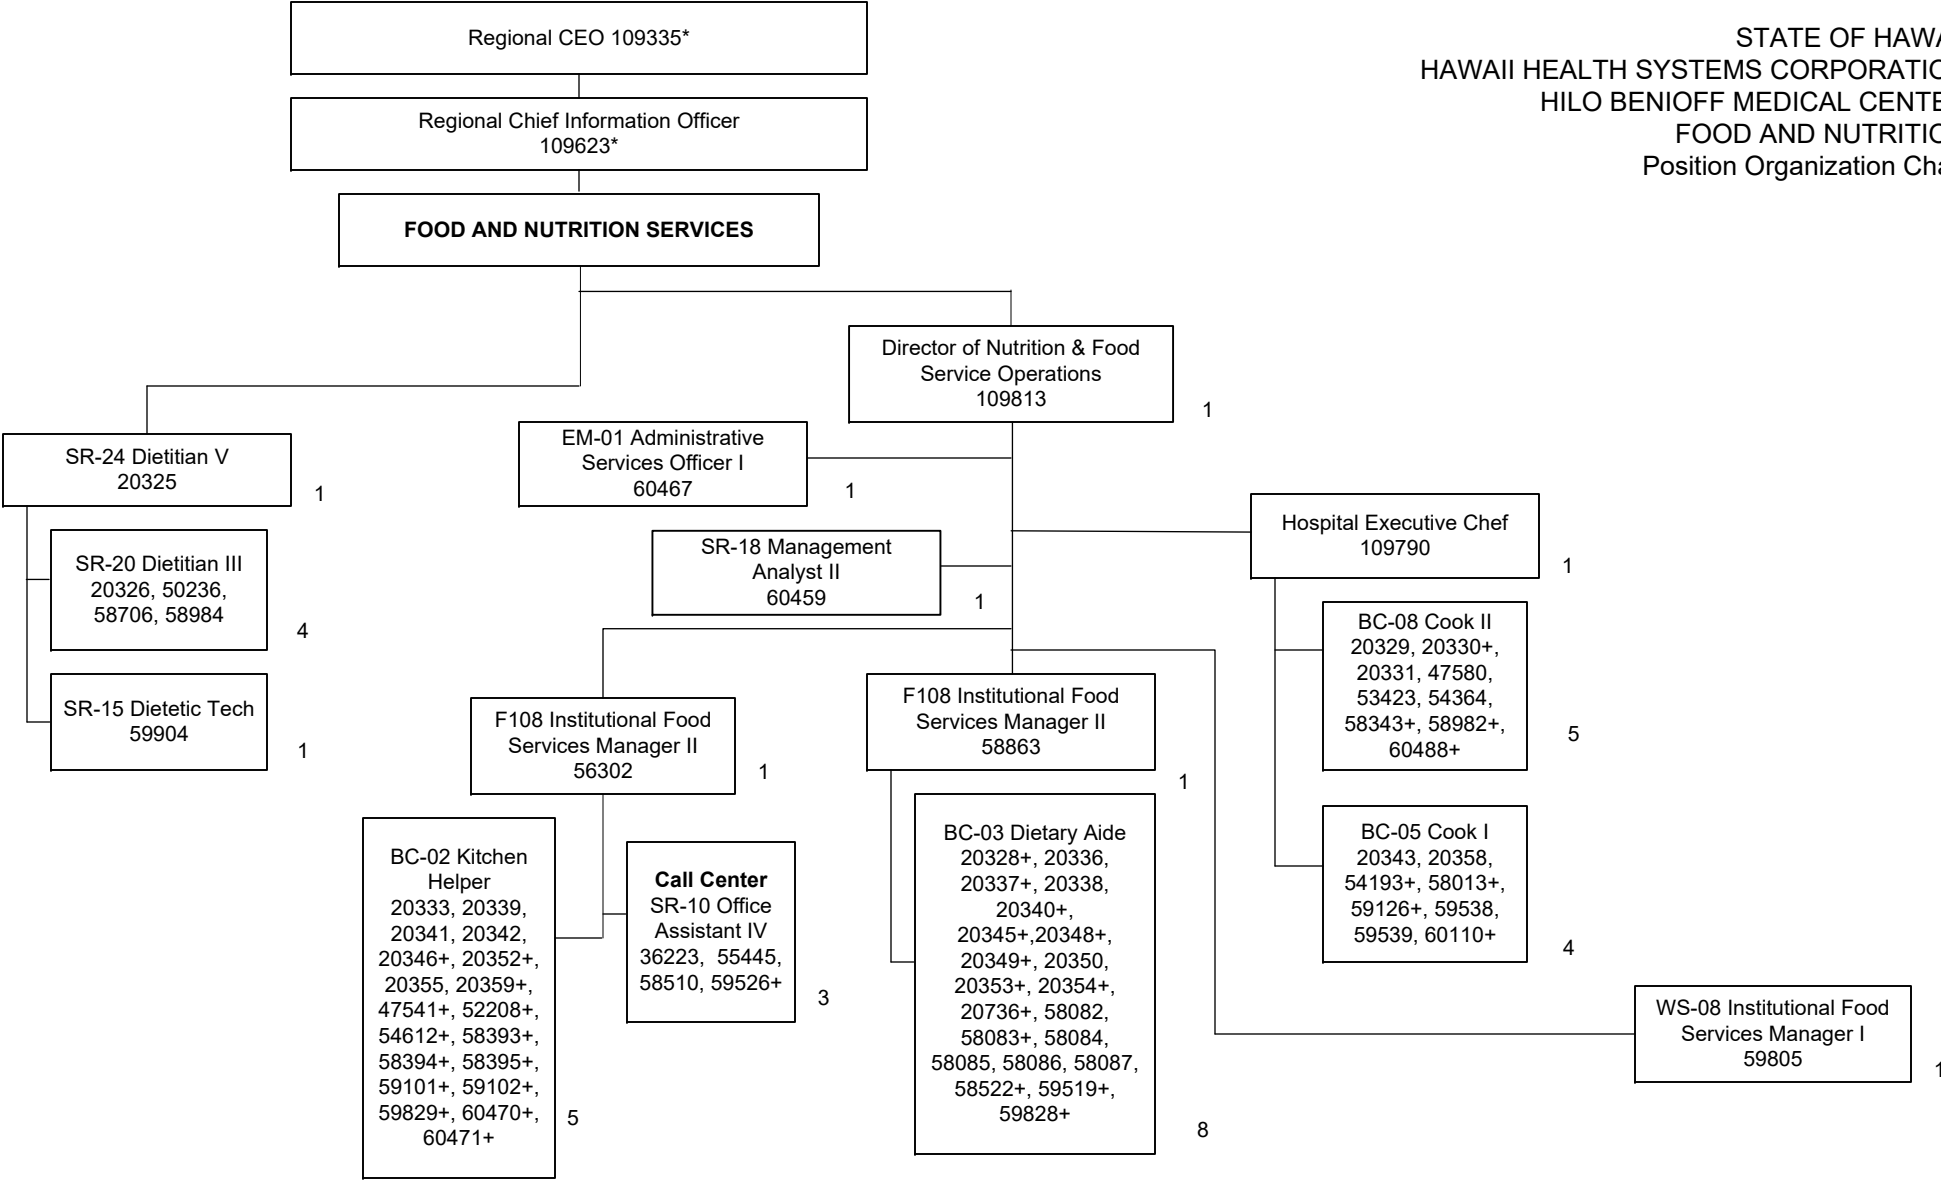 Regional CEO 109335*
Regional Chief Information Officer
109623*
FOOD AND NUTRITION SERVICES
STATE OF HAWA
HAWAII HEALTH SYSTEMS CORPORATIO
HILO BENIOFF MEDICAL CENTE
FOOD AND NUTRITIO
Position Organization Cha
Director of Nutrition & Food
Service Operations
109813
1
SR-24 Dietitian V
20325
1
SR-20 Dietitian III
20326, 50236,
58706, 58984
4
SR-15 Dietetic Tech
59904
1
EM-01 Administrative
Services Officer I
60467
1
SR-18 Management
Analyst II
60459
1
Hospital Executive Chef
109790
1
BC-08 Cook II
20329, 20330+,
20331, 47580,
53423, 54364,
58343+, 58982+,
60488+
5
BC-05 Cook I
20343, 20358,
54193+, 58013+,
59126+, 59538,
59539, 60110+
4
F108 Institutional Food
Services Manager II
56302
1
BC-02 Kitchen
Helper
20333, 20339,
20341, 20342,
20346+, 20352+,
20355, 20359+,
47541+, 52208+,
54612+, 58393+,
58394+, 58395+,
59101+, 59102+,
59829+, 60470+,
60471+
5
Call Center
SR-10 Office
Assistant IV
36223,  55445,
58510, 59526+
3
F108 Institutional Food
Services Manager II
58863
1
BC-03 Dietary Aide
20328+, 20336,
20337+, 20338,
20340+,
20345+,20348+,
20349+, 20350,
20353+, 20354+,
20736+, 58082,
58083+, 58084,
58085, 58086, 58087,
58522+, 59519+,
59828+
8
WS-08 Institutional Food
Services Manager I
59805
1